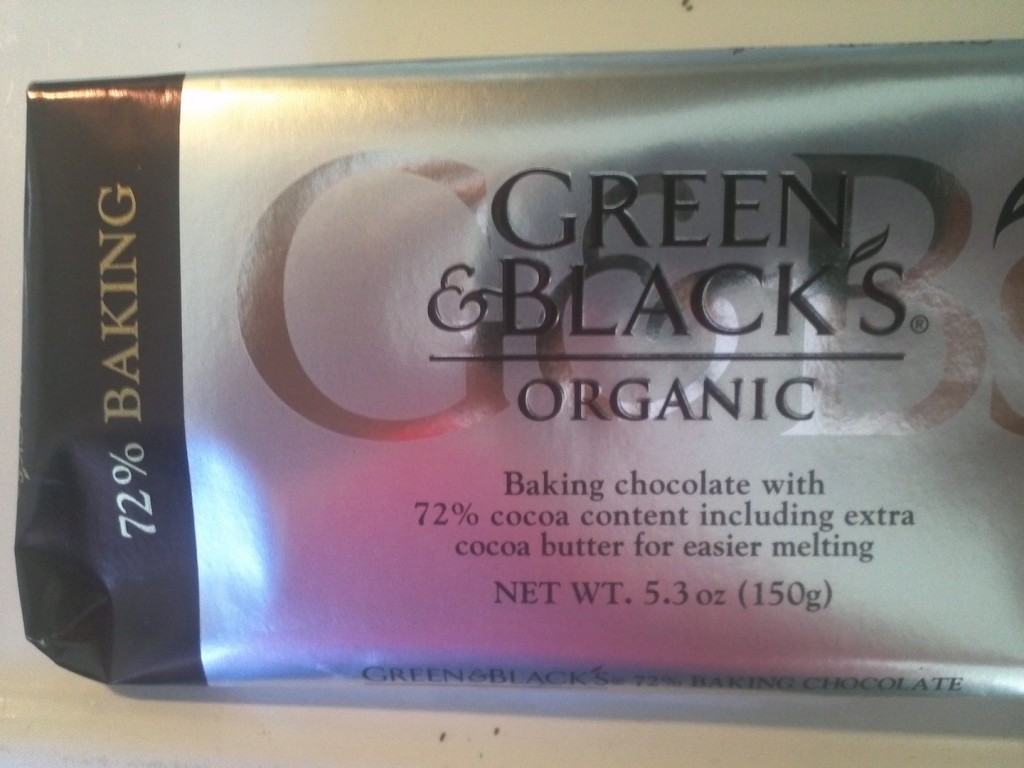 72% BAKING
GREEN
&BLACK'S®
ORGANIC
Baking chocolate with
72% cocoa content including extra
cocoa butter for easier melting
NET WT. 5.3 oz (150g)
GREEN&BLACK'S® 72% BAKING CHOCOLATE